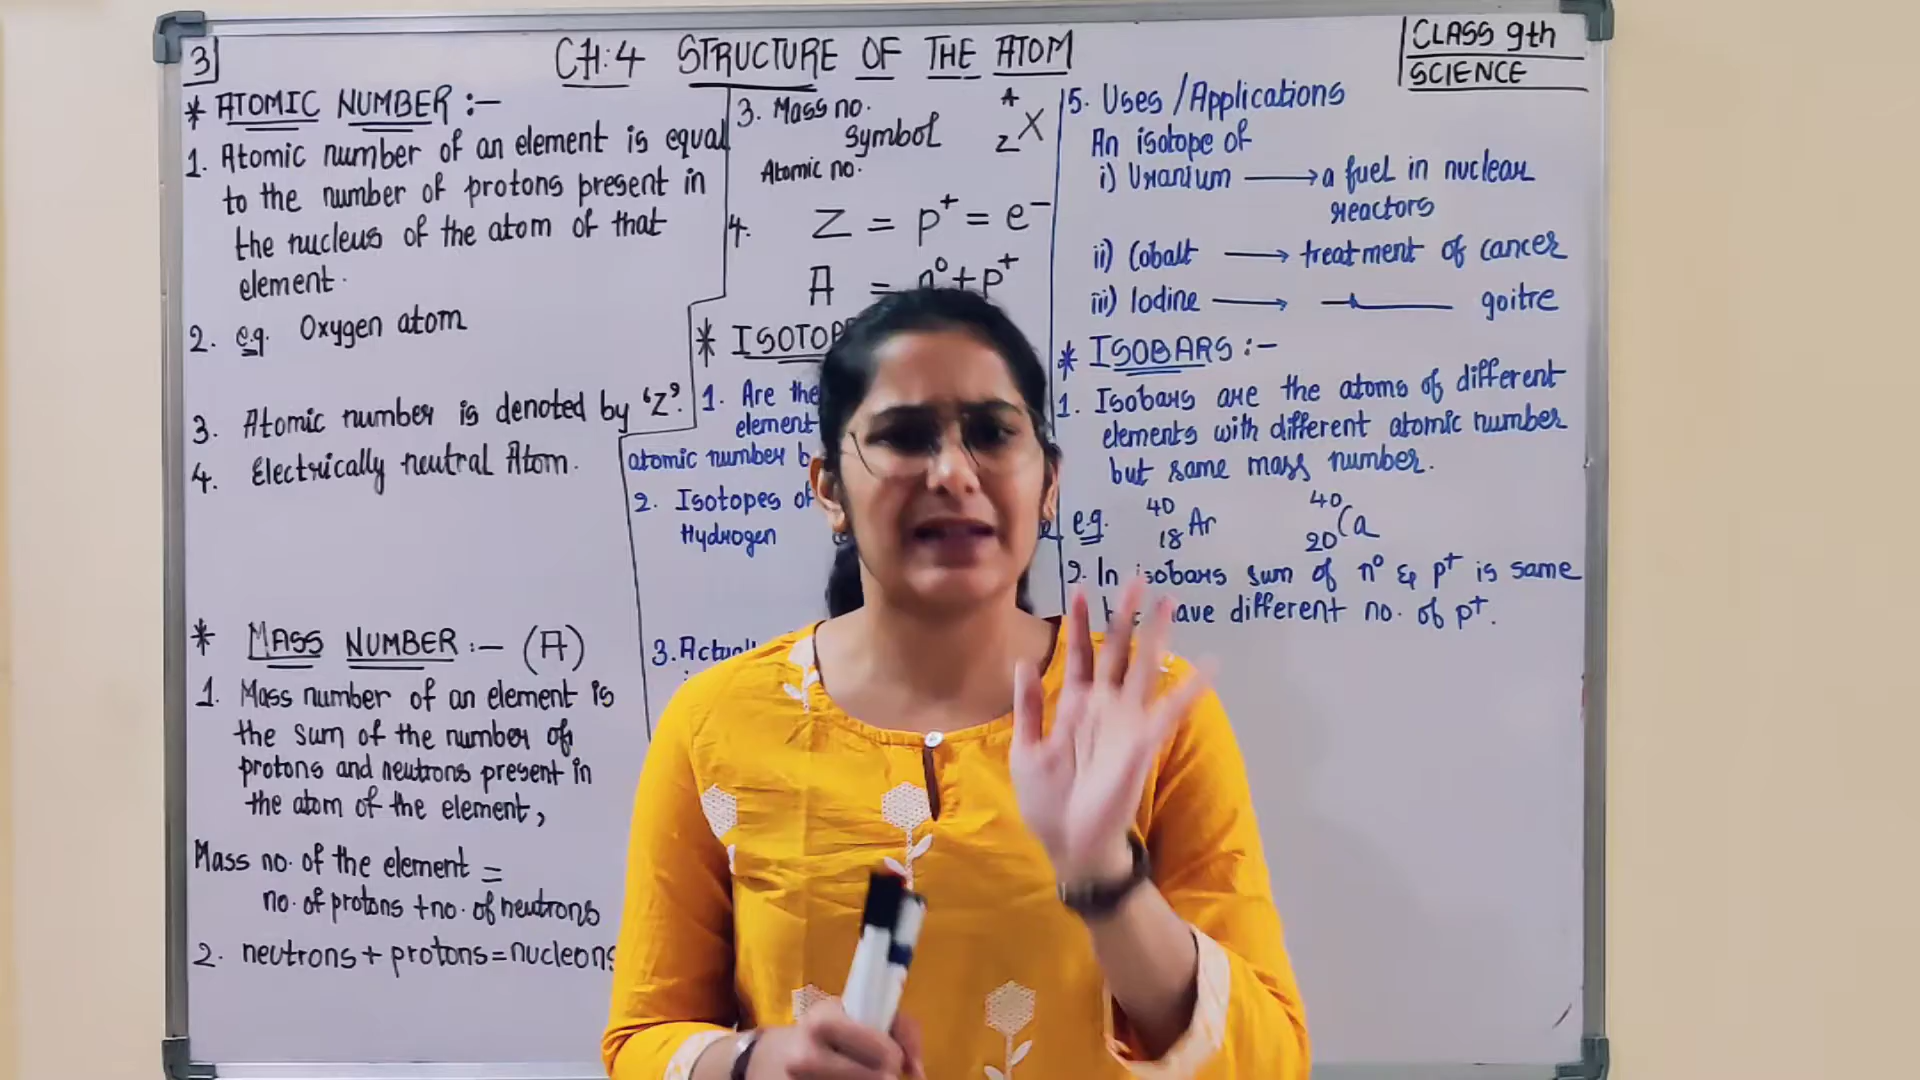 3
CH:4 STRUCTURE OF THE ATOM
CLASS 9th
SCIENCE
* ATOMIC NUMBER :-
1. Atomic number of an element is equal
to the number of protons present in
the nucleus of the atom of that
element.
2. e.g. Oxygen atom
3. Atomic number is denoted by 'Z'.
4. Electrically neutral Atom.
* MASS NUMBER :- (A)
1. Mass number of an element is
the sum of the number of
protons and neutrons present in
the atom of the element,
Mass no. of the element =
no. of protons + no. of neutrons
2. neutrons + protons = nucleons
3. Mass no.
Symbol
Atomic no.
A
X
Z
4. Z = p+ = e-
A = n° + p+
* ISOTOP
1. Are the
element
atomic number b
2. Isotopes of
Hydrogen
3. Actuall
5. Uses / Applications
An isotope of
i) Uranium → a fuel in nuclear
reactors
ii) Cobalt → treatment of cancer
iii) Iodine → goitre
* ISOBARS :-
1. Isobars are the atoms of different
elements with different atomic number
but same mass number.
e.g. 40 18 Ar 40 20 Ca
2. In isobars sum of n° & p+ is same
have different no. of p+.